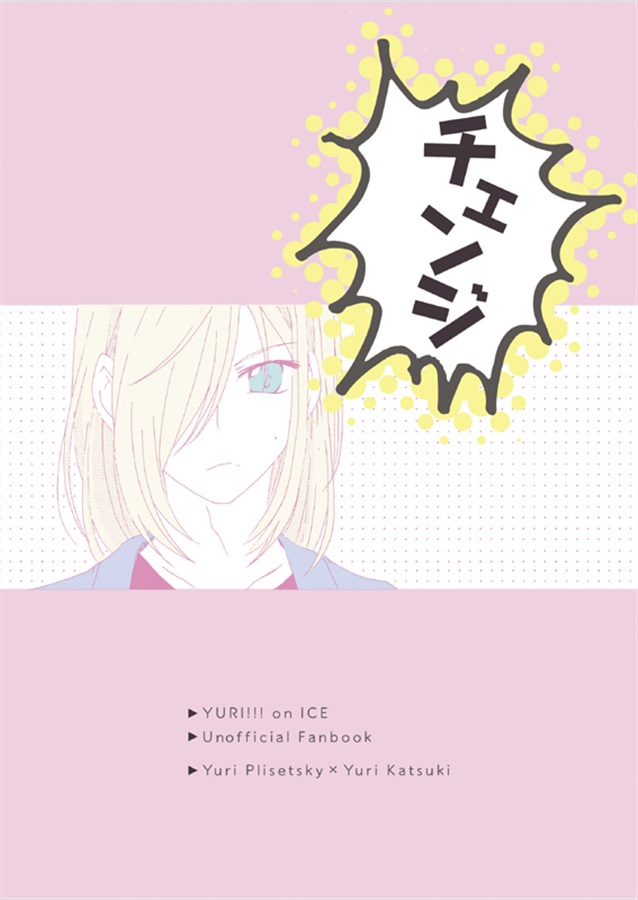 チェンジ
▶YURI!!! on ICE
▶Unofficial Fanbook
▶Yuri Plisetsky×Yuri Katsuki